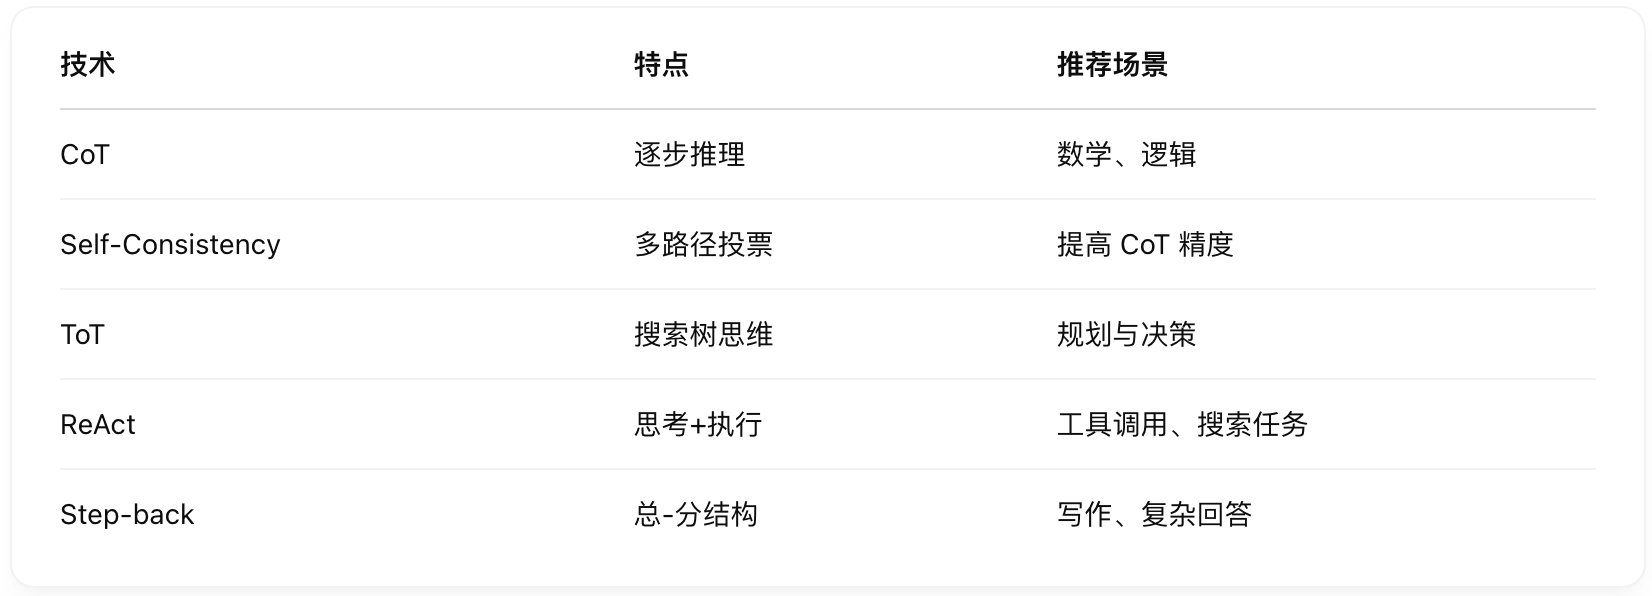 技术 特点 推荐场景
CoT 逐步推理 数学、逻辑
Self-Consistency 多路径投票 提高 CoT 精度
ToT 搜索树思维 规划与决策
ReAct 思考+执行 工具调用、搜索任务
Step-back 总-分结构 写作、复杂回答